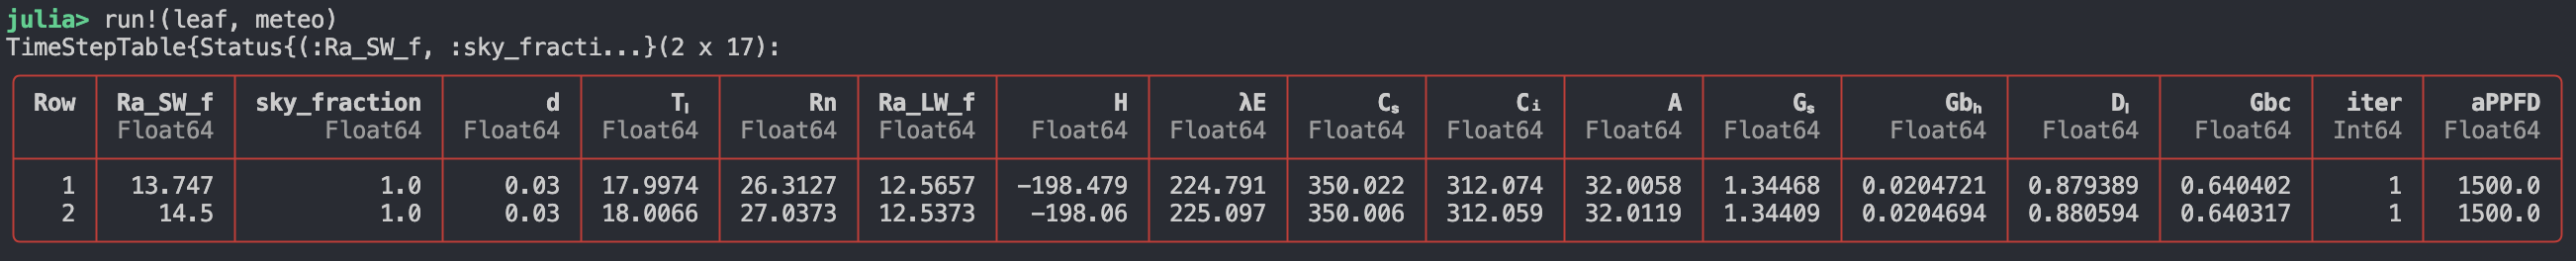 julia> run!(leaf, meteo)
TimeStepTable{Status{(:Ra_SW_f, :sky_fracti...}(2 x 17):
Row Ra_SW_f sky_fraction d Tₗ Rn Ra_LW_f H λE Cₛ Cᵢ A Gₛ Gbₕ Dₗ Gbc iter aPPFD
Float64 Float64 Float64 Float64 Float64 Float64 Float64 Float64 Float64 Float64 Float64 Float64 Float64 Float64 Float64 Int64 Float64
1 13.747 1.0 0.03 17.9974 26.3127 12.5657 −198.479 224.791 350.022 312.074 32.0058 1.34468 0.0204721 0.879389 0.640402 1 1500.0
2 14.5 1.0 0.03 18.0066 27.0373 12.5373 −198.06 225.097 350.006 312.059 32.0119 1.34409 0.0204694 0.880594 0.640317 1 1500.0